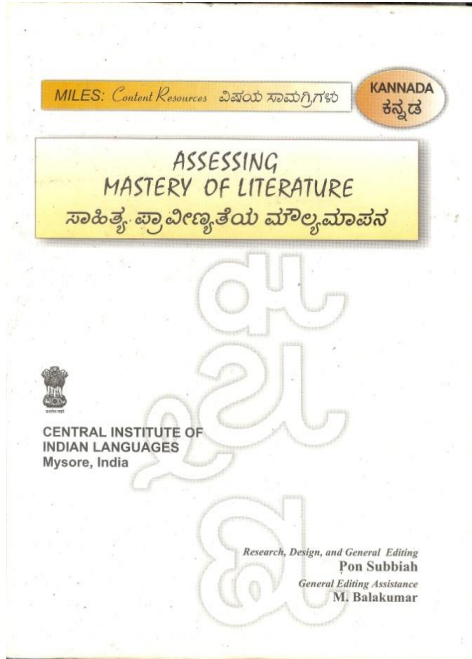 MILES: Content Resources ವಿಷಯ ಸಾಮಗ್ರಿಗಳು
KANNADA
ಕನ್ನಡ
ASSESSING
MASTERY OF LITERATURE
ಸಾಹಿತ್ಯ ಪ್ರಾವೀಣ್ಯತೆಯ ಮೌಲ್ಯಮಾಪನ
CENTRAL INSTITUTE OF
INDIAN LANGUAGES
Mysore, India
Research, Design, and General Editing
Pon Subbiah
General Editing Assistance
M. Balakumar